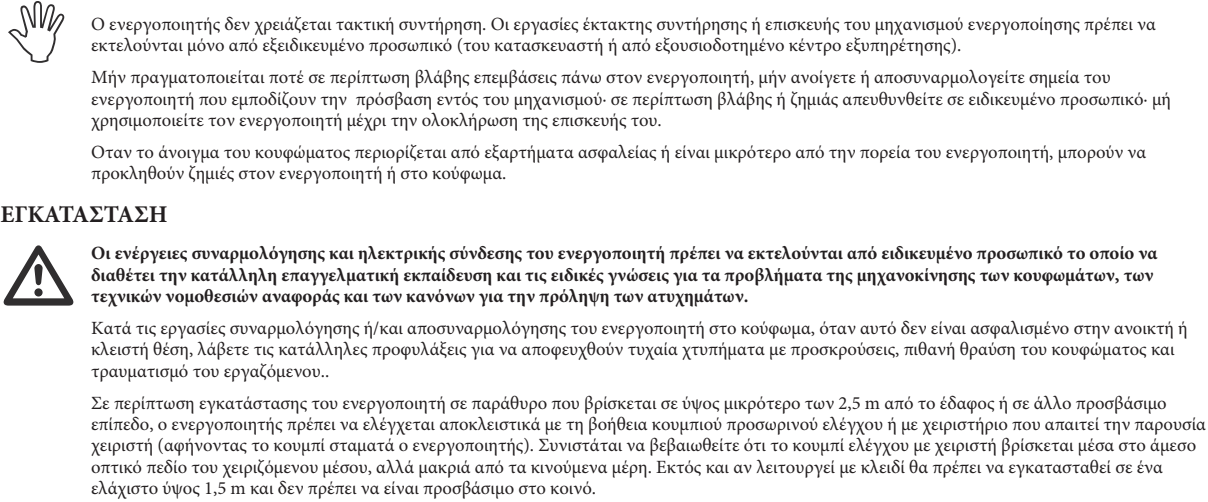 Ο ενεργοποιητής δεν χρειάζεται τακτική συντήρηση. Οι εργασίες έκτακτης συντήρησης ή επισκευής του μηχανισμού ενεργοποίησης πρέπει να
εκτελούνται μόνο από εξειδικευμένο προσωπικό (του κατασκευαστή ή από εξουσιοδοτημένο κέντρο εξυπηρέτησης).
Μήν πραγματοποιείται ποτέ σε περίπτωση βλάβης επεμβάσεις πάνω στον ενεργοποιητή, μήν ανοίγετε ή αποσυναρμολογείτε σημεία του
ενεργοποιητή που εμποδίζουν την  πρόσβαση εντός του μηχανισμού· σε περίπτωση βλάβης ή ζημιάς απευθυνθείτε σε ειδικευμένο προσωπικό· μή
χρησιμοποιείτε τον ενεργοποιητή μέχρι την ολοκλήρωση της επισκευής του.
Οταν το άνοιγμα του κουφώματος περιορίζεται από εξαρτήματα ασφαλείας ή είναι μικρότερο από την πορεία του ενεργοποιητή, μπορούν να
προκληθούν ζημιές στον ενεργοποιητή ή στο κούφωμα.
ΕΓΚΑΤΑΣΤΑΣΗ
Οι ενέργειες συναρμολόγησης και ηλεκτρικής σύνδεσης του ενεργοποιητή πρέπει να εκτελούνται από ειδικευμένο προσωπικό το οποίο να
διαθέτει την κατάλληλη επαγγελματική εκπαίδευση και τις ειδικές γνώσεις για τα προβλήματα της μηχανοκίνησης των κουφωμάτων, των
τεχνικών νομοθεσιών αναφοράς και των κανόνων για την πρόληψη των ατυχημάτων.
Κατά τις εργασίες συναρμολόγησης ή/και αποσυναρμολόγησης του ενεργοποιητή στο κούφωμα, όταν αυτό δεν είναι ασφαλισμένο στην ανοικτή ή
κλειστή θέση, λάβετε τις κατάλληλες προφυλάξεις για να αποφευχθούν τυχαία χτυπήματα με προσκρούσεις, πιθανή θραύση του κουφώματος και
τραυματισμό του εργαζόμενου..
Σε περίπτωση εγκατάστασης του ενεργοποιητή σε παράθυρο που βρίσκεται σε ύψος μικρότερο των 2,5 m από το έδαφος ή σε άλλο προσβάσιμο
επίπεδο, ο ενεργοποιητής πρέπει να ελέγχεται αποκλειστικά με τη βοήθεια κουμπιού προσωρινού ελέγχου ή με χειριστήριο που απαιτεί την παρουσία
χειριστή (αφήνοντας το κουμπί σταματά ο ενεργοποιητής). Συνιστάται να βεβαιωθείτε ότι το κουμπί ελέγχου με χειριστή βρίσκεται μέσα στο άμεσο
οπτικό πεδίο του χειριζόμενου μέσου, αλλά μακριά από τα κινούμενα μέρη. Εκτός και αν λειτουργεί με κλειδί θα πρέπει να εγκατασταθεί σε ένα
ελάχιστο ύψος 1,5 m και δεν πρέπει να είναι προσβάσιμο στο κοινό.